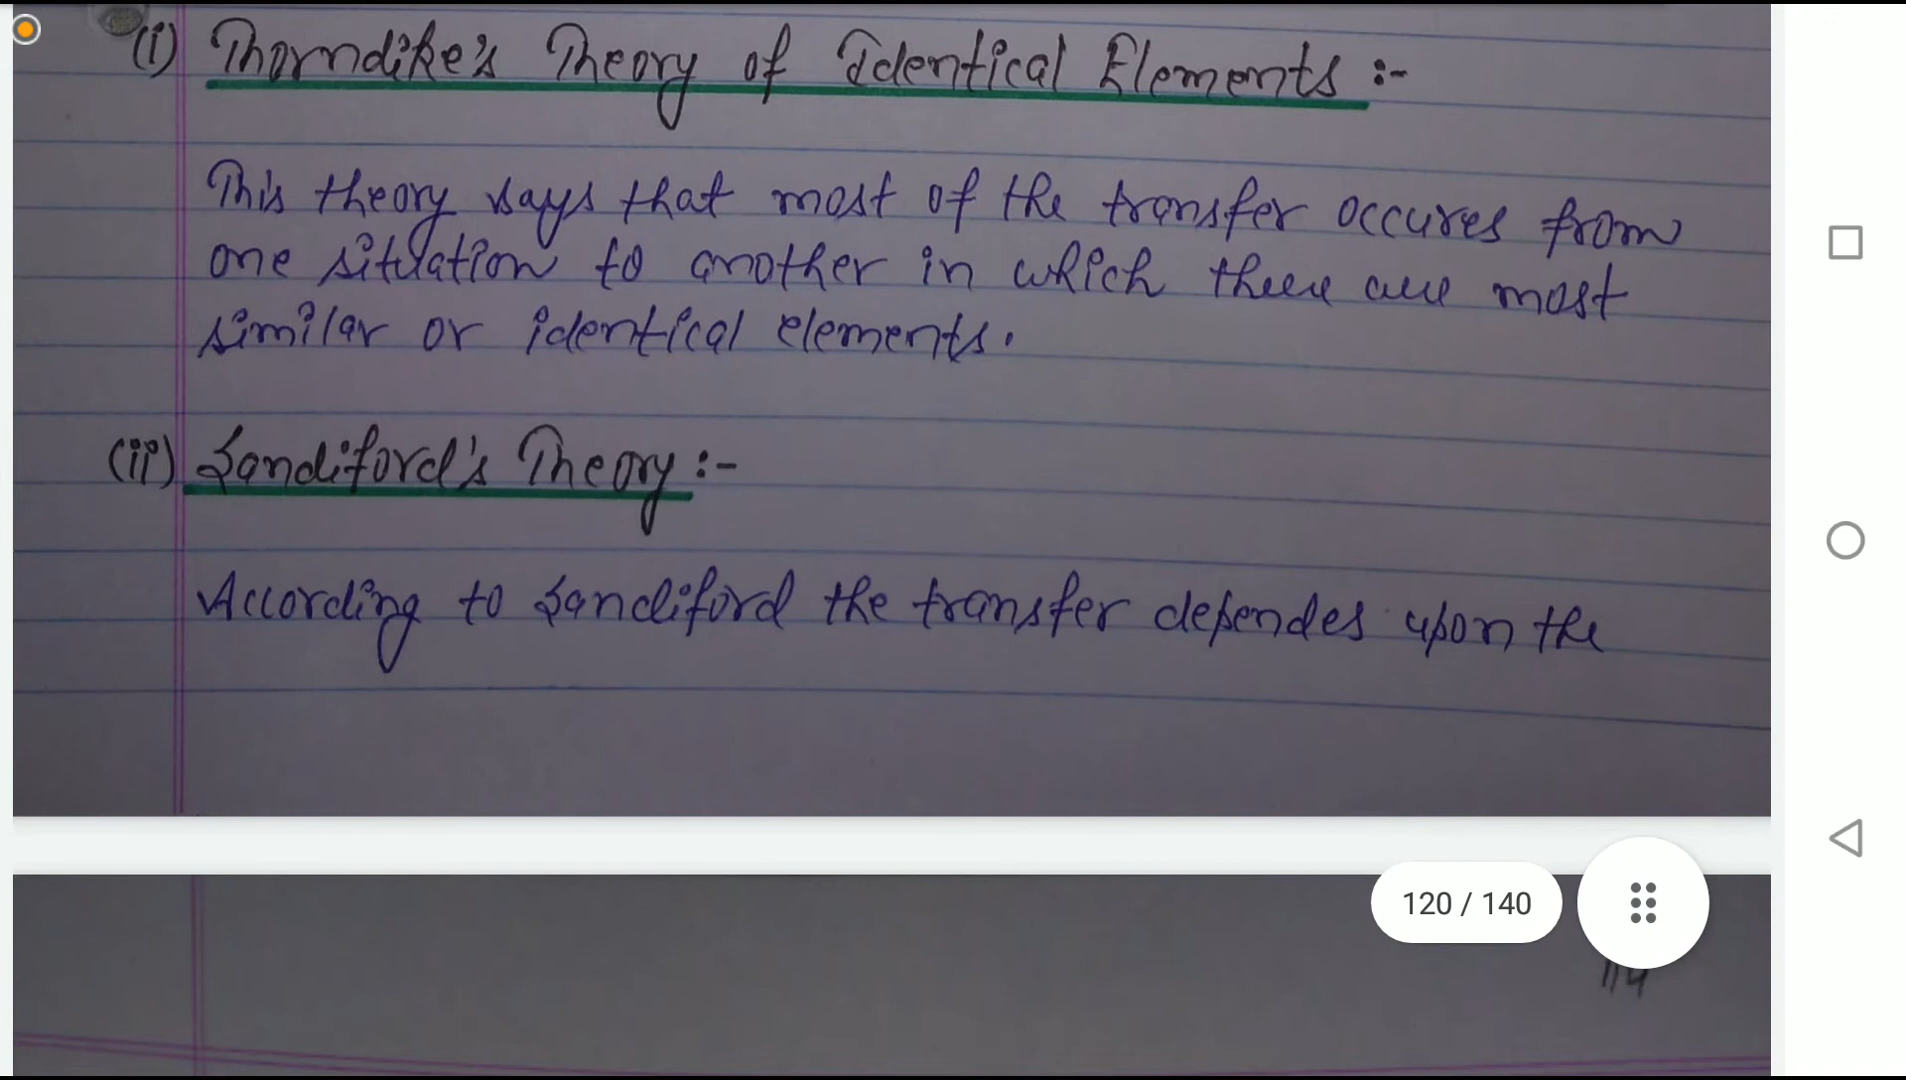 (i) Thorndike's Theory of Identical Elements :-
This theory says that most of the transfer occures from
one situation to another in which there are most
similar or identical elements.
(ii) Sandiford's Theory :-
According to Sandiford the transfer dependes upon the
120 / 140
114